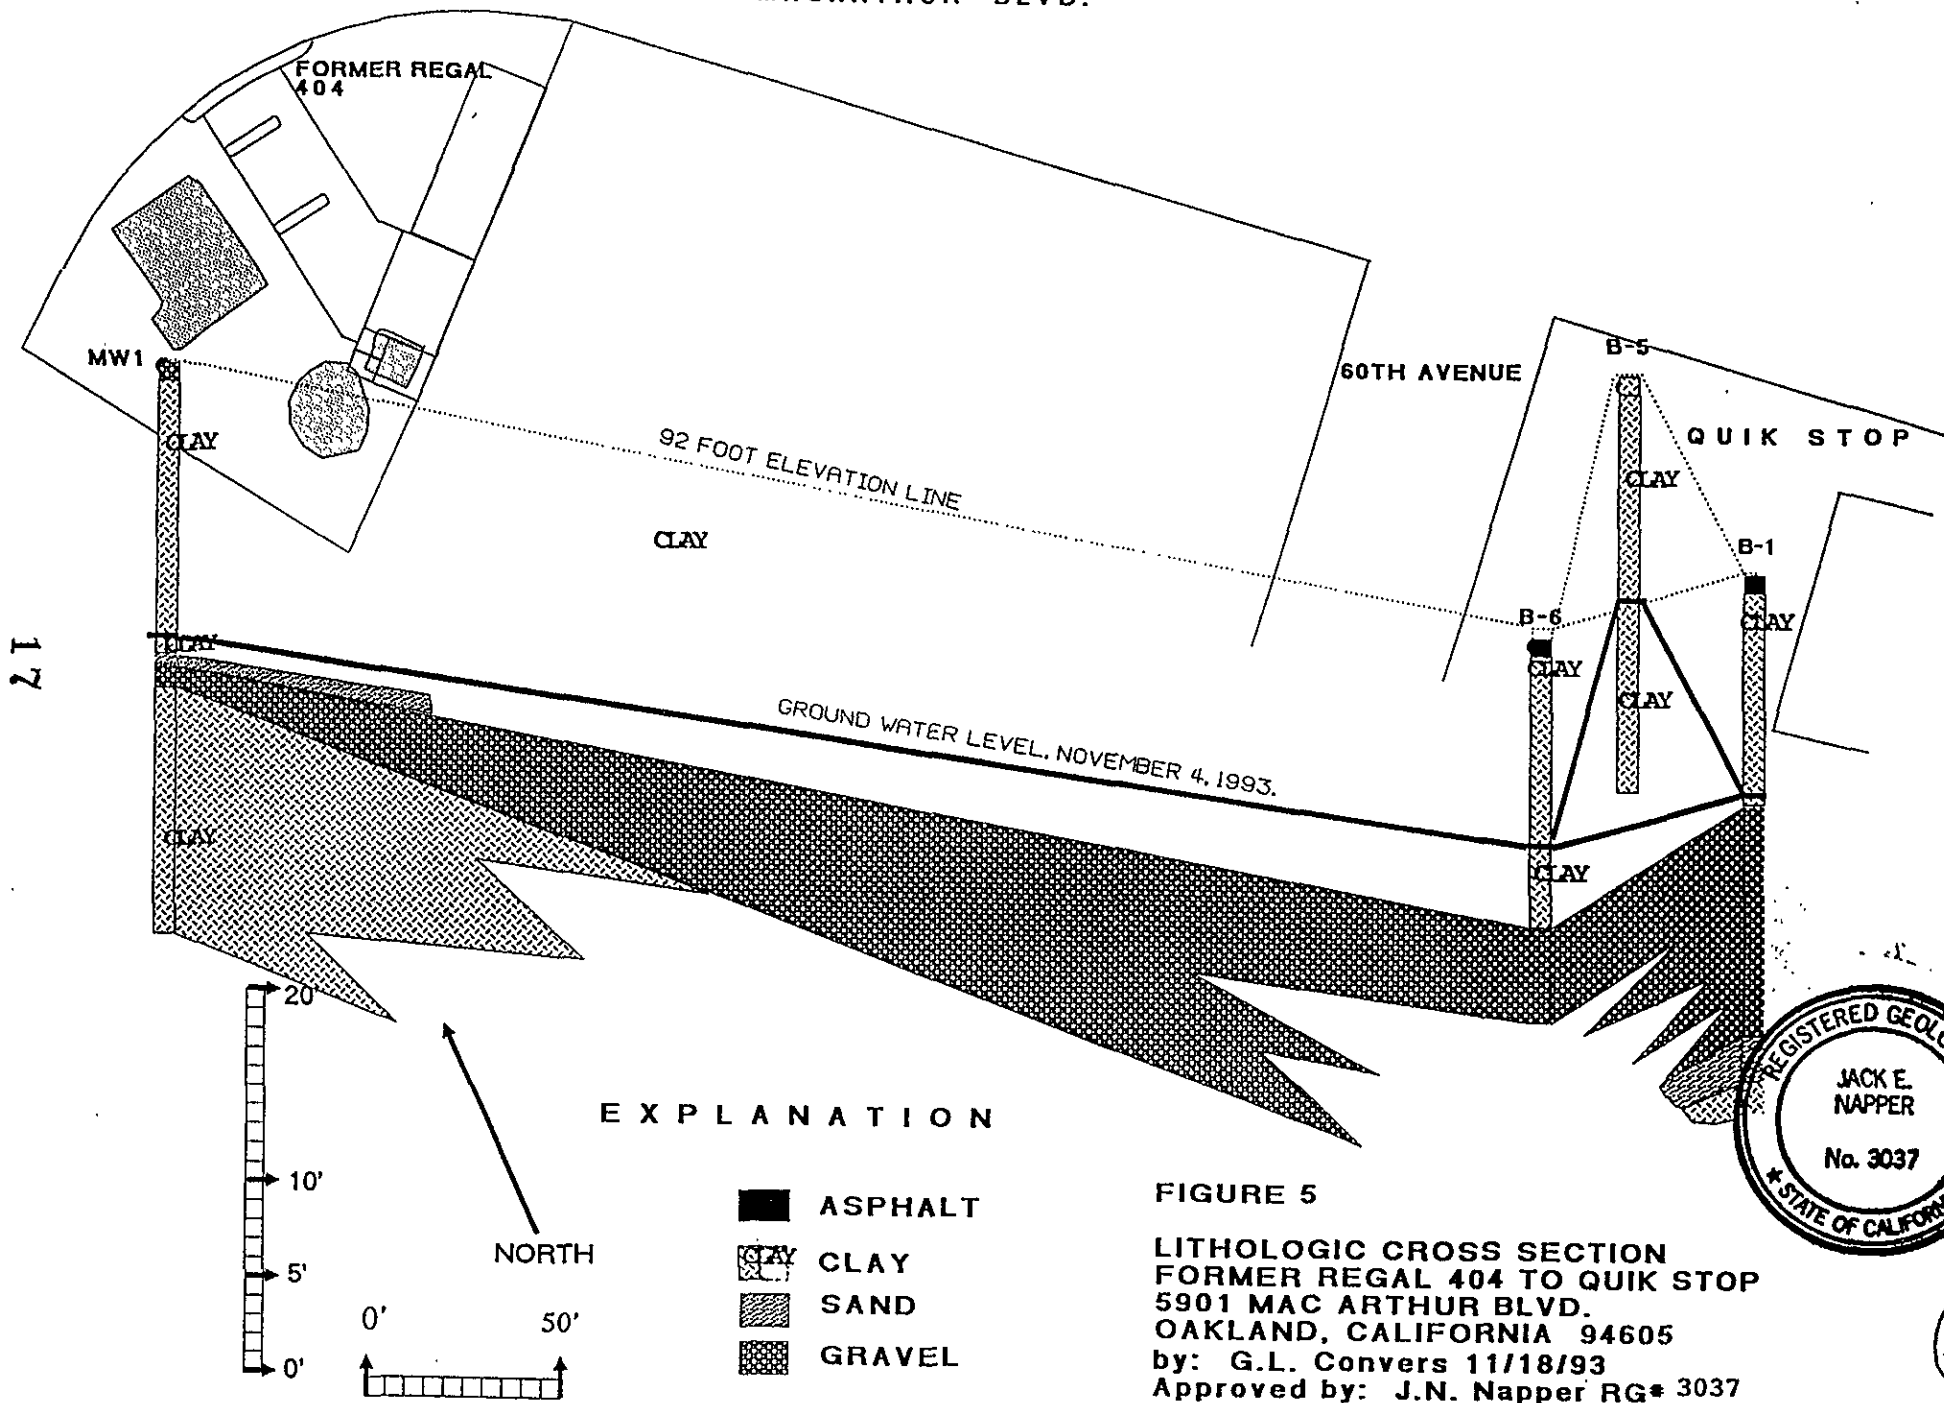 BLVD.
FORMER REGAL
404
MW1
CLAY
92 FOOT ELEVATION LINE
CLAY
60TH AVENUE
B-5
QUIK STOP
CLAY
B-1
CLAY
B-6
CLAY
CLAY
CLAY
GROUND WATER LEVEL, NOVEMBER 4, 1993.
CLAY
CLAY
17
20'
10'
5'
0'
NORTH
0'
50'
EXPLANATION
ASPHALT
CLAY
CLAY
SAND
GRAVEL
FIGURE 5
LITHOLOGIC CROSS SECTION
FORMER REGAL 404 TO QUIK STOP
5901 MAC ARTHUR BLVD.
OAKLAND, CALIFORNIA 94605
by: G.L. Convers 11/18/93
Approved by: J.N. Napper RG# 3037
REGISTERED
JACK E.
NAPPER
No. 3037
STATE OF